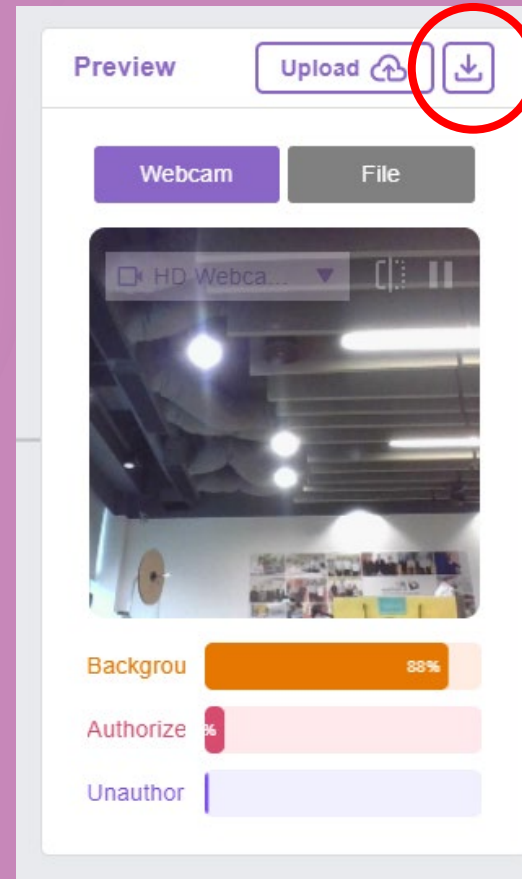 Preview
Upload
Webcam
File
HD Webca...
Backgrou
88%
Authorize
%
Unauthor